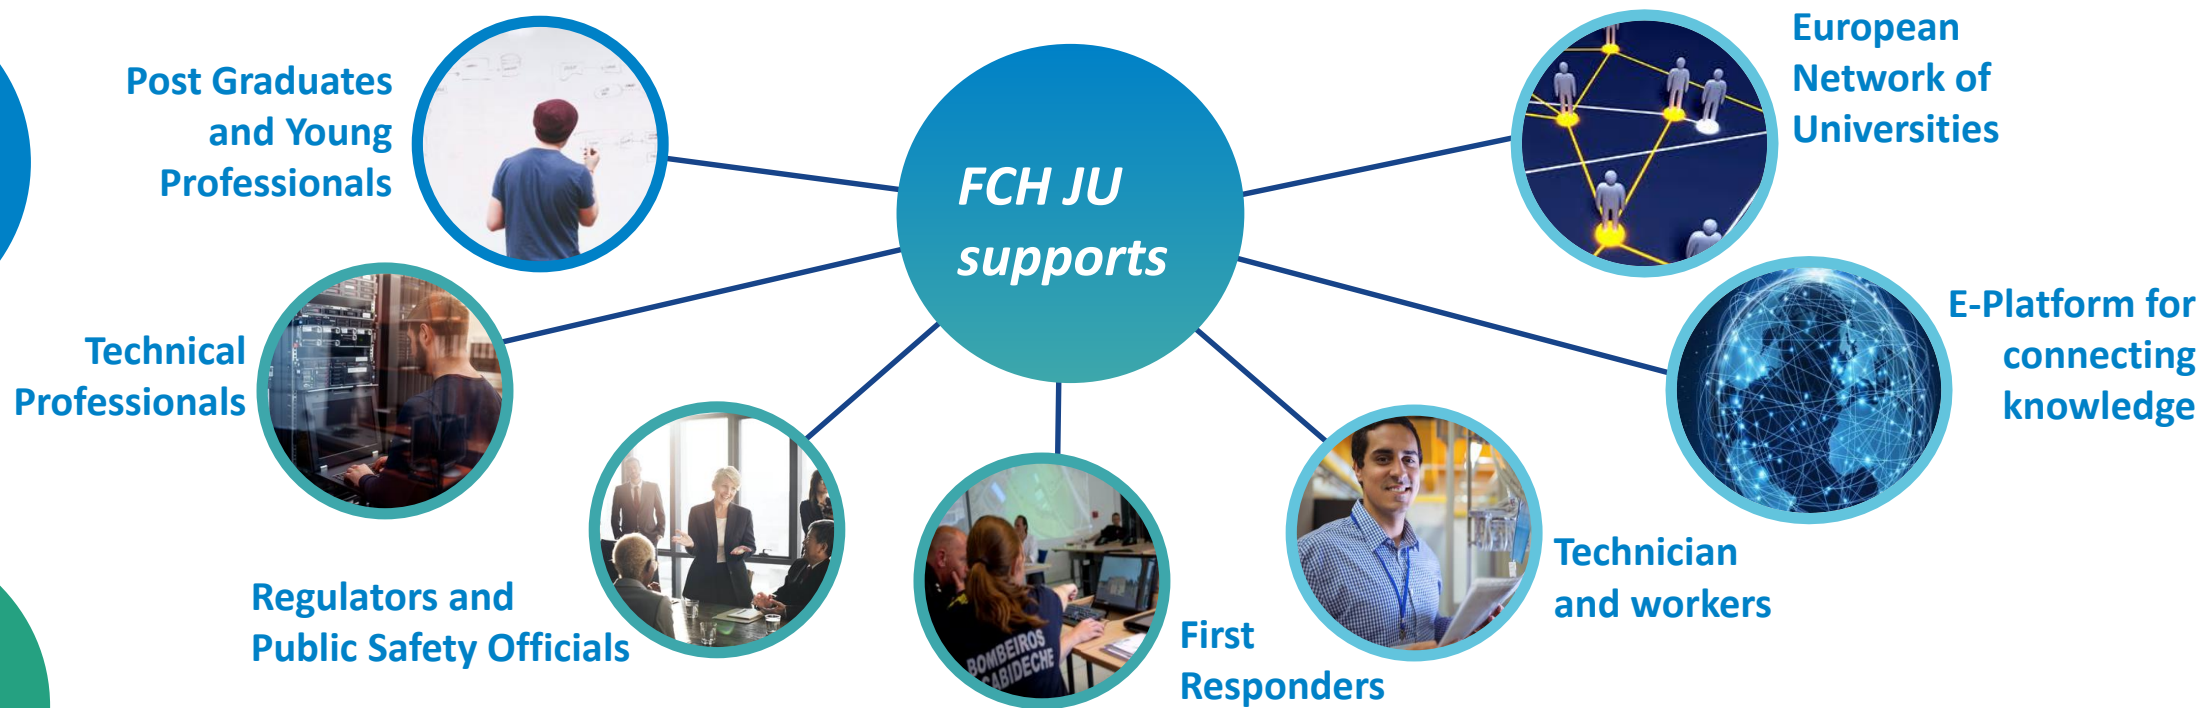 Post Graduates
and Young
Professionals
Technical
Professionals
Regulators and
Public Safety Officials
FCH JU
supports
First
Responders
BOMBEIROS
Technician
and workers
European
Network of
Universities
E-Platform for
connecting
knowledge